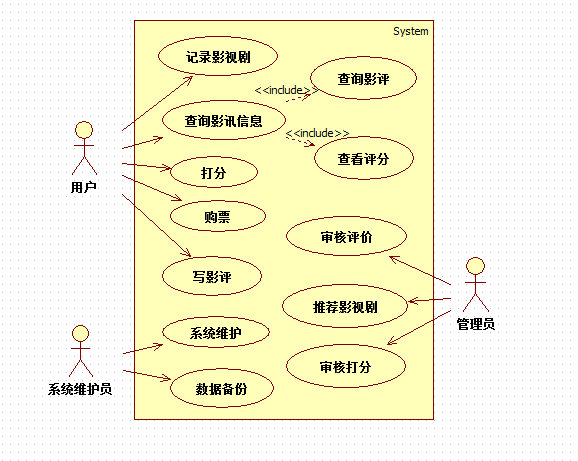 System
记录影视剧
<<include>>
查询影评
查询影讯信息
<<include>>
查看评分
打分
用户
购票
审核评价
写影评
推荐影视剧
管理员
系统维护
审核打分
系统维护员
数据备份